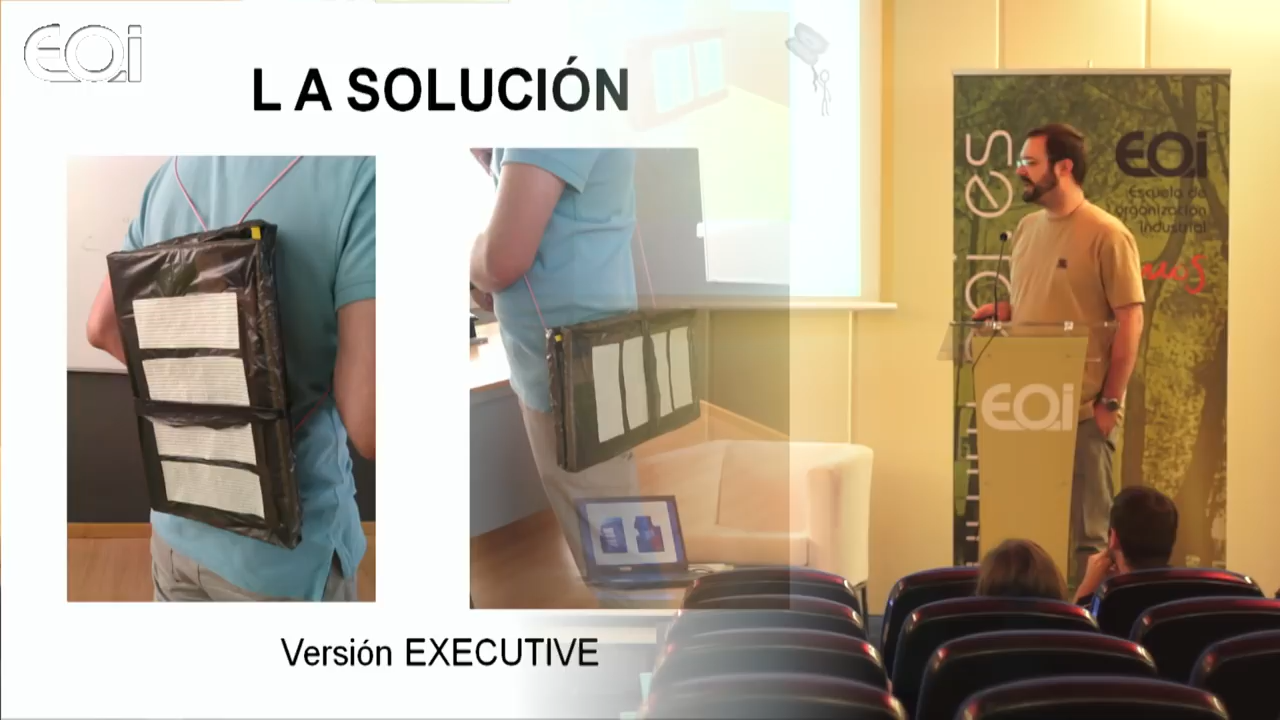 EOi
L A SOLUCIÓN
Versión EXECUTIVE
EOi
Escuela de
organización
industrial
EOi